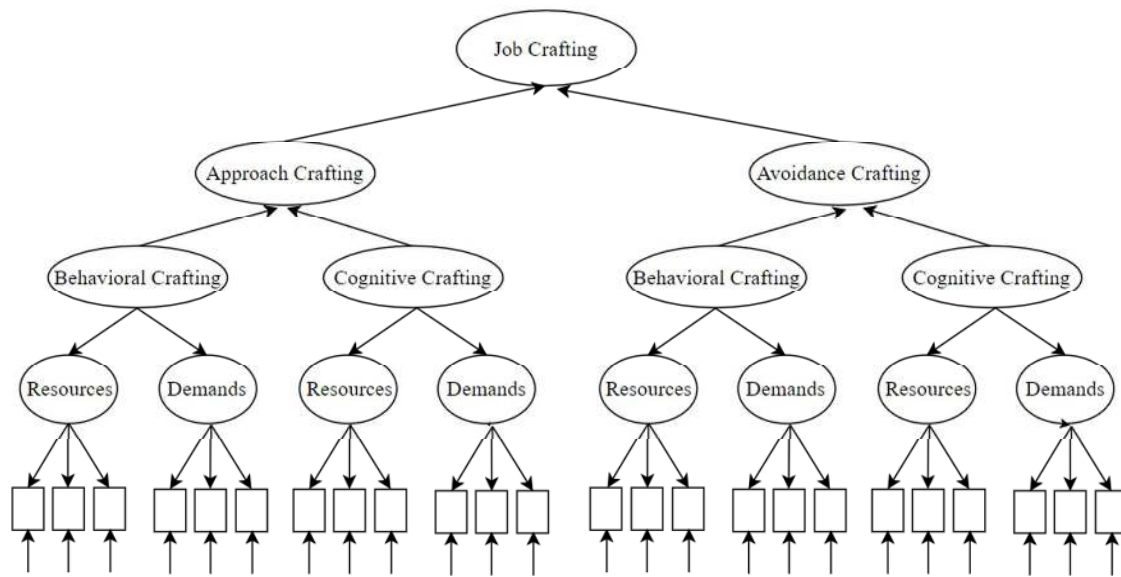 Job Crafting
Approach Crafting
Avoidance Crafting
Behavioral Crafting
Cognitive Crafting
Behavioral Crafting
Cognitive Crafting
Resources
Demands
Resources
Demands
Resources
Demands
Resources
Demands